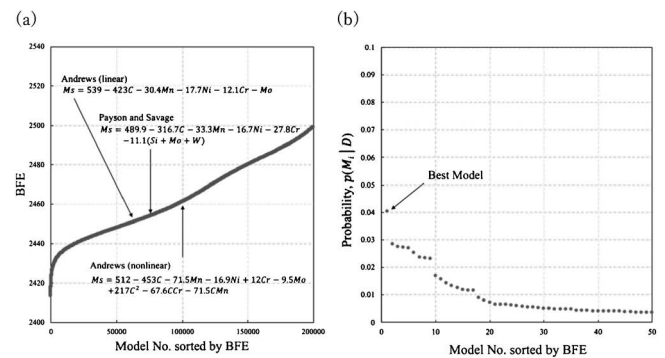 (a)
2540
2520
2500
2480
2460
2440
2420
2400
BFE
Andrews (linear)
Ms = 539 − 423C − 30.4Mn − 17.7Ni − 12.1Cr − Mo
Payson and Savage
Ms = 489.9 − 316.7C − 33.3Mn − 16.7Ni − 27.8Cr
−11.1(Si + Mo + W)
Andrews (nonlinear)
Ms = 512 − 453C − 71.5Mn − 16.9Ni + 12Cr − 9.5Mo
+217C² − 67.6CCr − 71.5CMn
0 50000 100000 150000 200000
Model No. sorted by BFE
(b)
0.1
0.09
0.08
0.07
0.06
0.05
0.04
0.03
0.02
0.01
0
Probability, p(Mᵢ | D)
Best Model
0 10 20 30 40 50
Model No. sorted by BFE